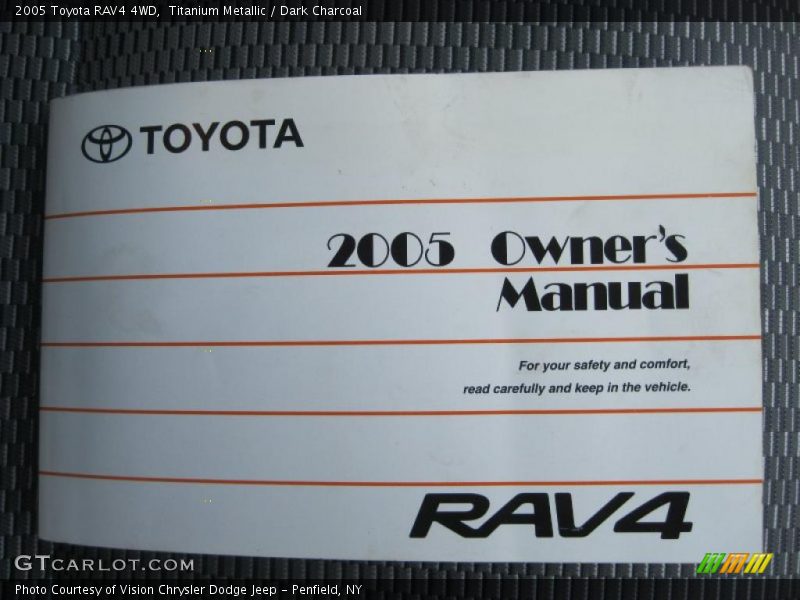 2005 Toyota RAV4 4WD,  Titanium Metallic / Dark Charcoal
TOYOTA
2005 Owner's
Manual
For your safety and comfort,
read carefully and keep in the vehicle.
RAV4
GTCARLOT.COM
Photo Courtesy of Vision Chrysler Dodge Jeep – Penfield, NY